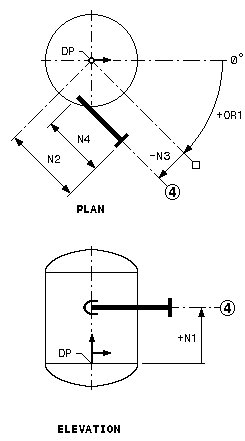 DP
0°
+OR1
N4
-N3
N2
4
PLAN
4
+N1
DP
ELEVATION